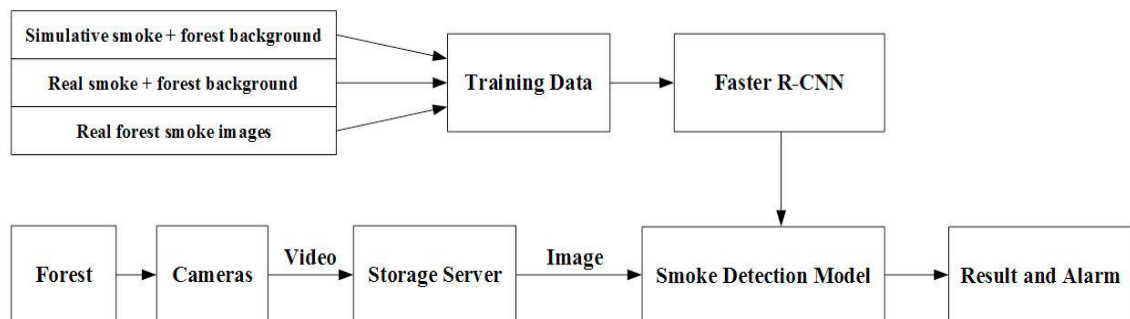 Simulative smoke + forest background
Real smoke + forest background
Real forest smoke images
Training Data
Faster R-CNN
Forest
Cameras
Video
Storage Server
Image
Smoke Detection Model
Result and Alarm